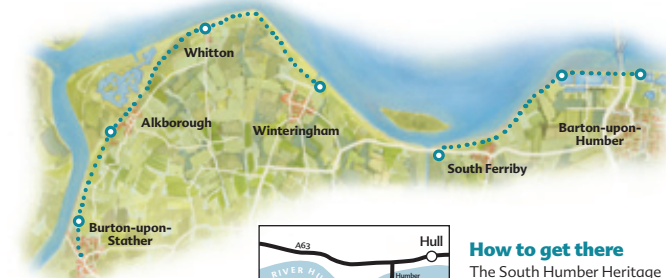 Whitton
Alkborough
Winteringham
Barton-upon-
Humber
South Ferriby
Burton-upon-
Stather
A63
Hull
Humber
How to get there
The South Humber Heritage